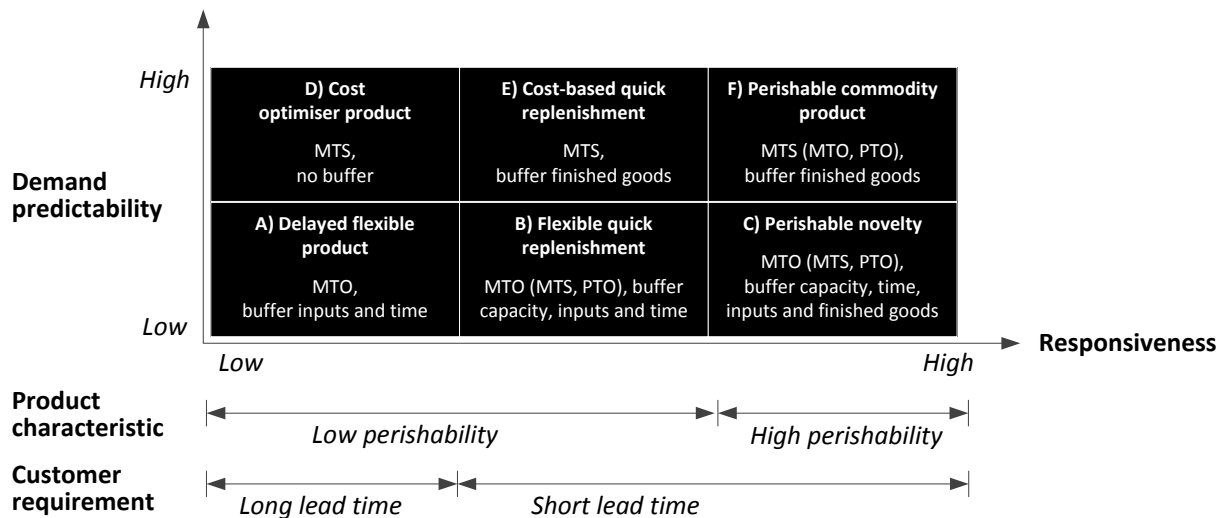 High
Demand
predictability
Low
D) Cost
optimiser product
MTS,
no buffer
E) Cost-based quick
replenishment
MTS,
buffer finished goods
F) Perishable commodity
product
MTS (MTO, PTO),
buffer finished goods
A) Delayed flexible
product
MTO,
buffer inputs and time
B) Flexible quick
replenishment
MTO (MTS, PTO), buffer
capacity, inputs and time
C) Perishable novelty
MTO (MTS, PTO),
buffer capacity, time,
inputs and finished goods
Low
High
Responsiveness
Product
characteristic
Low perishability
High perishability
Customer
requirement
Long lead time
Short lead time